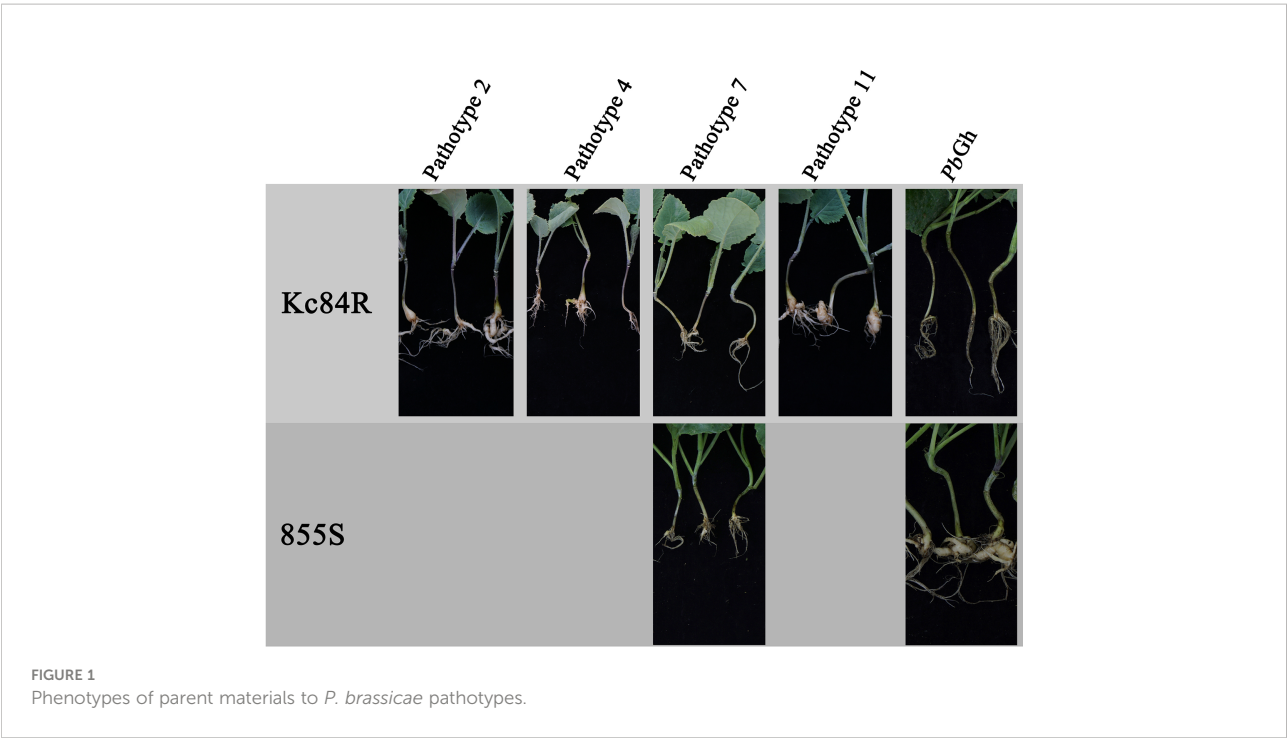 Pathotype 2
Pathotype 4
Pathotype 7
Pathotype 11
PbGh
Kc84R
855S
FIGURE 1
Phenotypes of parent materials to P. brassicae pathotypes.